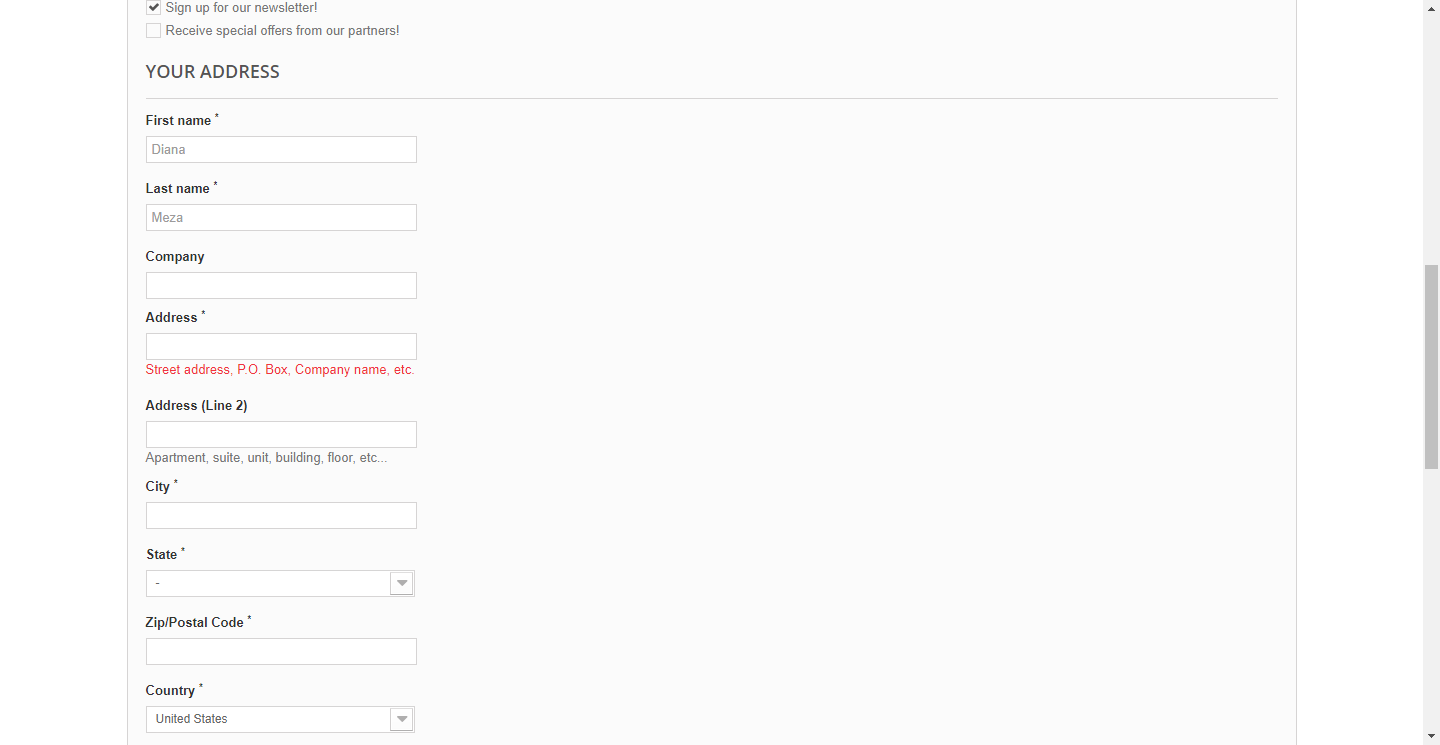 Sign up for our newsletter!
Receive special offers from our partners!
YOUR ADDRESS
First name *
Diana
Last name *
Meza
Company
Address *
Street address, P.O. Box, Company name, etc.
Address (Line 2)
Apartment, suite, unit, building, floor, etc...
City *
State *
-
Zip/Postal Code *
Country *
United States